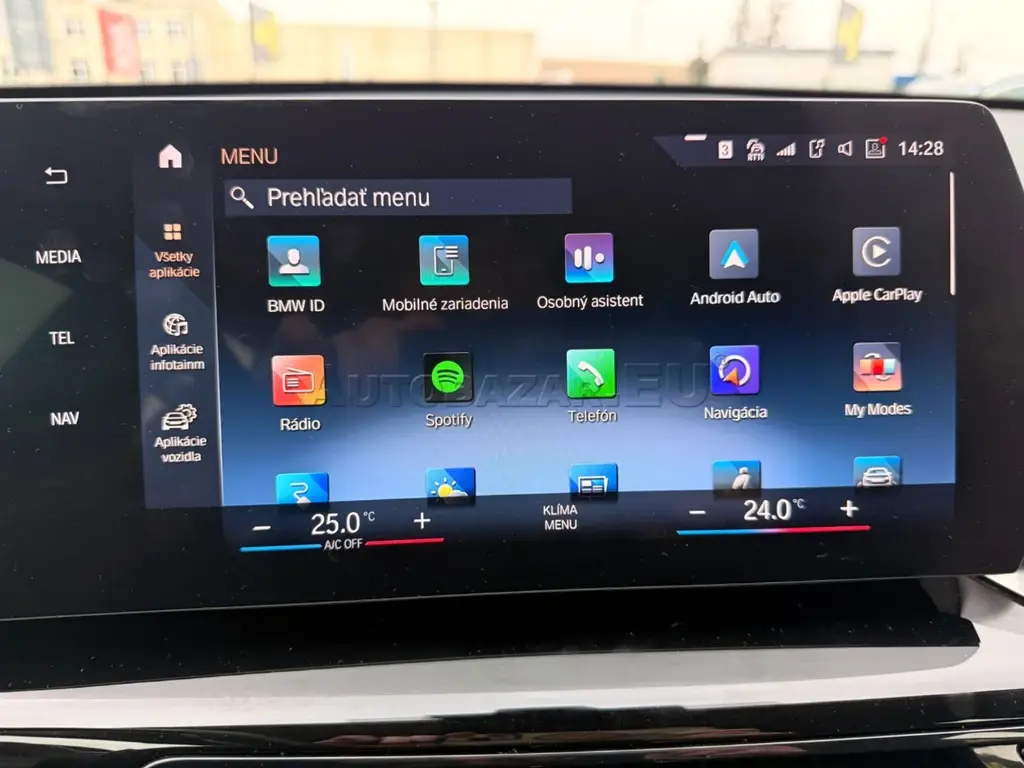 MENU
3
RTTI
14:28
Prehľadať menu
MEDIA
TEL
NAV
Všetky
aplikácie
Aplikácie
infotainm
Aplikácie
vozidla
BMW ID
Mobilné zariadenia
Osobný asistent
Android Auto
Apple CarPlay
Rádio
Spotify
Telefón
Navigácia
My Modes
AUTOBAZAR.EU
− 25.0 °C +
A/C OFF
KLÍMA
MENU
− 24.0 °C +